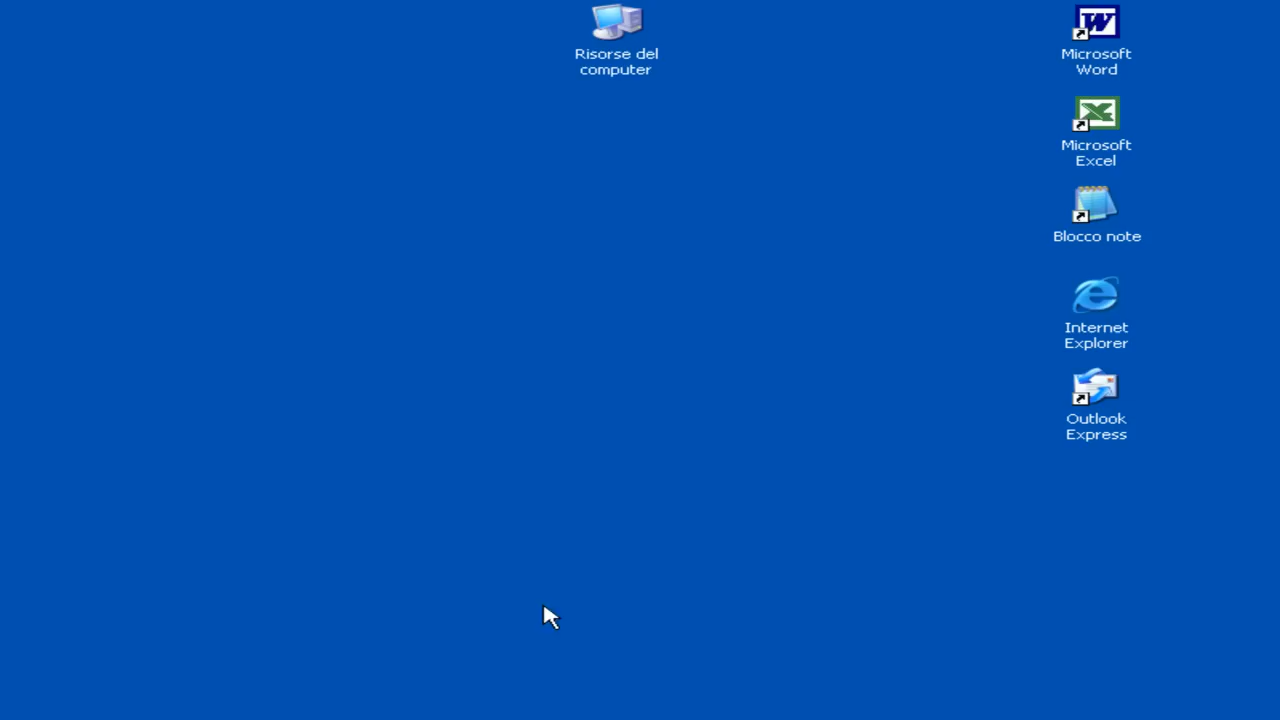 Risorse del
computer
Microsoft
Word
Microsoft
Excel
Blocco note
Internet
Explorer
Outlook
Express